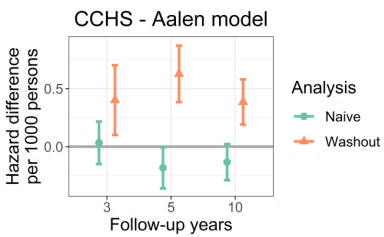 CCHS - Aalen model
Hazard difference
per 1000 persons
0.5
0.0
3
5
10
Follow-up years
Analysis
Naive
Washout